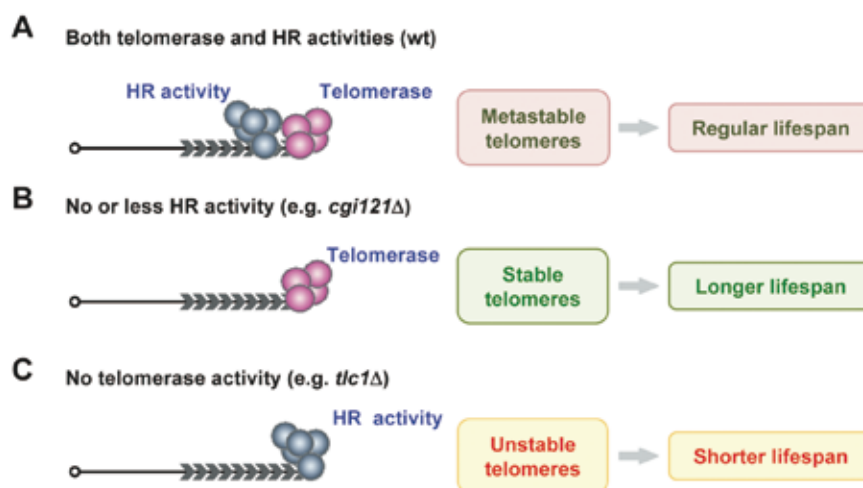 A
Both telomerase and HR activities (wt)
HR activity
Telomerase
Metastable
telomeres
Regular lifespan
B
No or less HR activity (e.g. cgi121Δ)
Telomerase
Stable
telomeres
Longer lifespan
C
No telomerase activity (e.g. tlc1Δ)
HR activity
Unstable
telomeres
Shorter lifespan